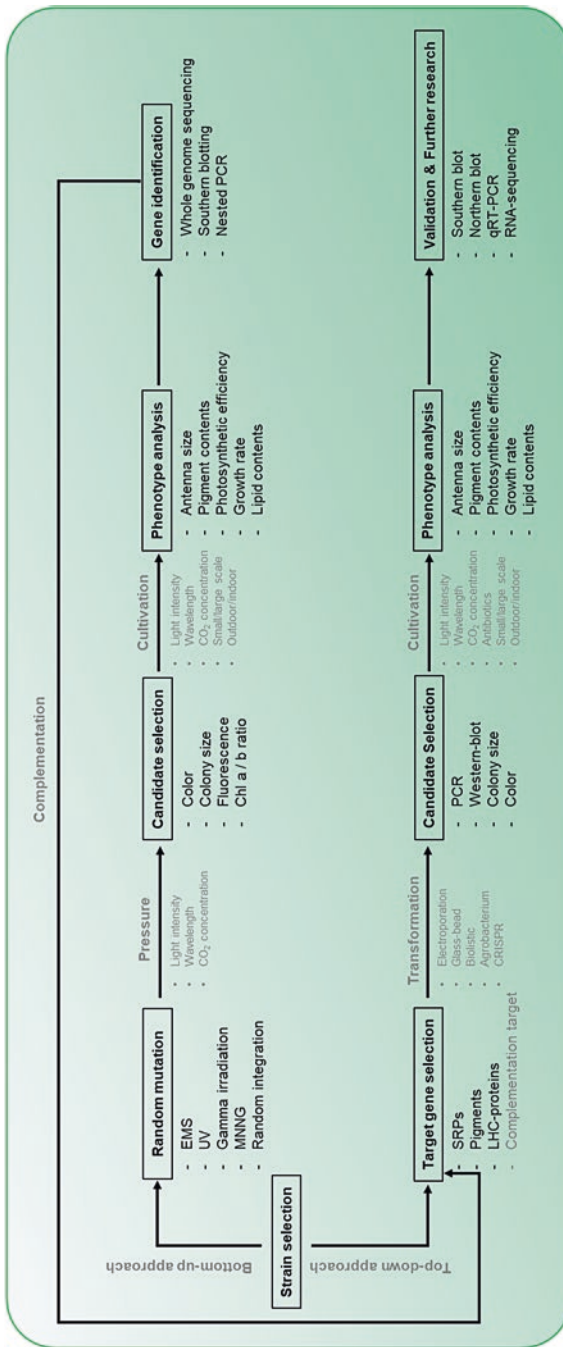 Complementation
Strain selection
Bottom-up approach
Random mutation
- EMS
- UV
- Gamma irradiation
- MNNG
- Random integration
Pressure
• Light intensity
• Wavelength
• CO₂ concentration
Candidate selection
- Color
- Colony size
- Fluorescence
- Chl a / b ratio
Cultivation
• Light intensity
• Wavelength
• CO₂ concentration
• Small/large scale
• Outdoor/indoor
Phenotype analysis
- Antenna size
- Pigment contents
- Photosynthetic efficiency
- Growth rate
- Lipid contents
Gene identification
- Whole genome sequencing
- Southern blotting
- Nested PCR
Top-down approach
Target gene selection
- SRPs
- Pigments
- LHC-proteins
- Complementation target
Transformation
• Electroporation
• Glass-bead
• Biolistic
• Agrobacterium
• CRISPR
Candidate Selection
- PCR
- Western-blot
- Colony size
- Color
Cultivation
• Light intensity
• Wavelength
• CO₂ concentration
• Antibiotics
• Small/large scale
• Outdoor/indoor
Phenotype analysis
- Antenna size
- Pigment contents
- Photosynthetic efficiency
- Growth rate
- Lipid contents
Validation & Further research
- Southern blot
- Northern blot
- qRT-PCR
- RNA-sequencing